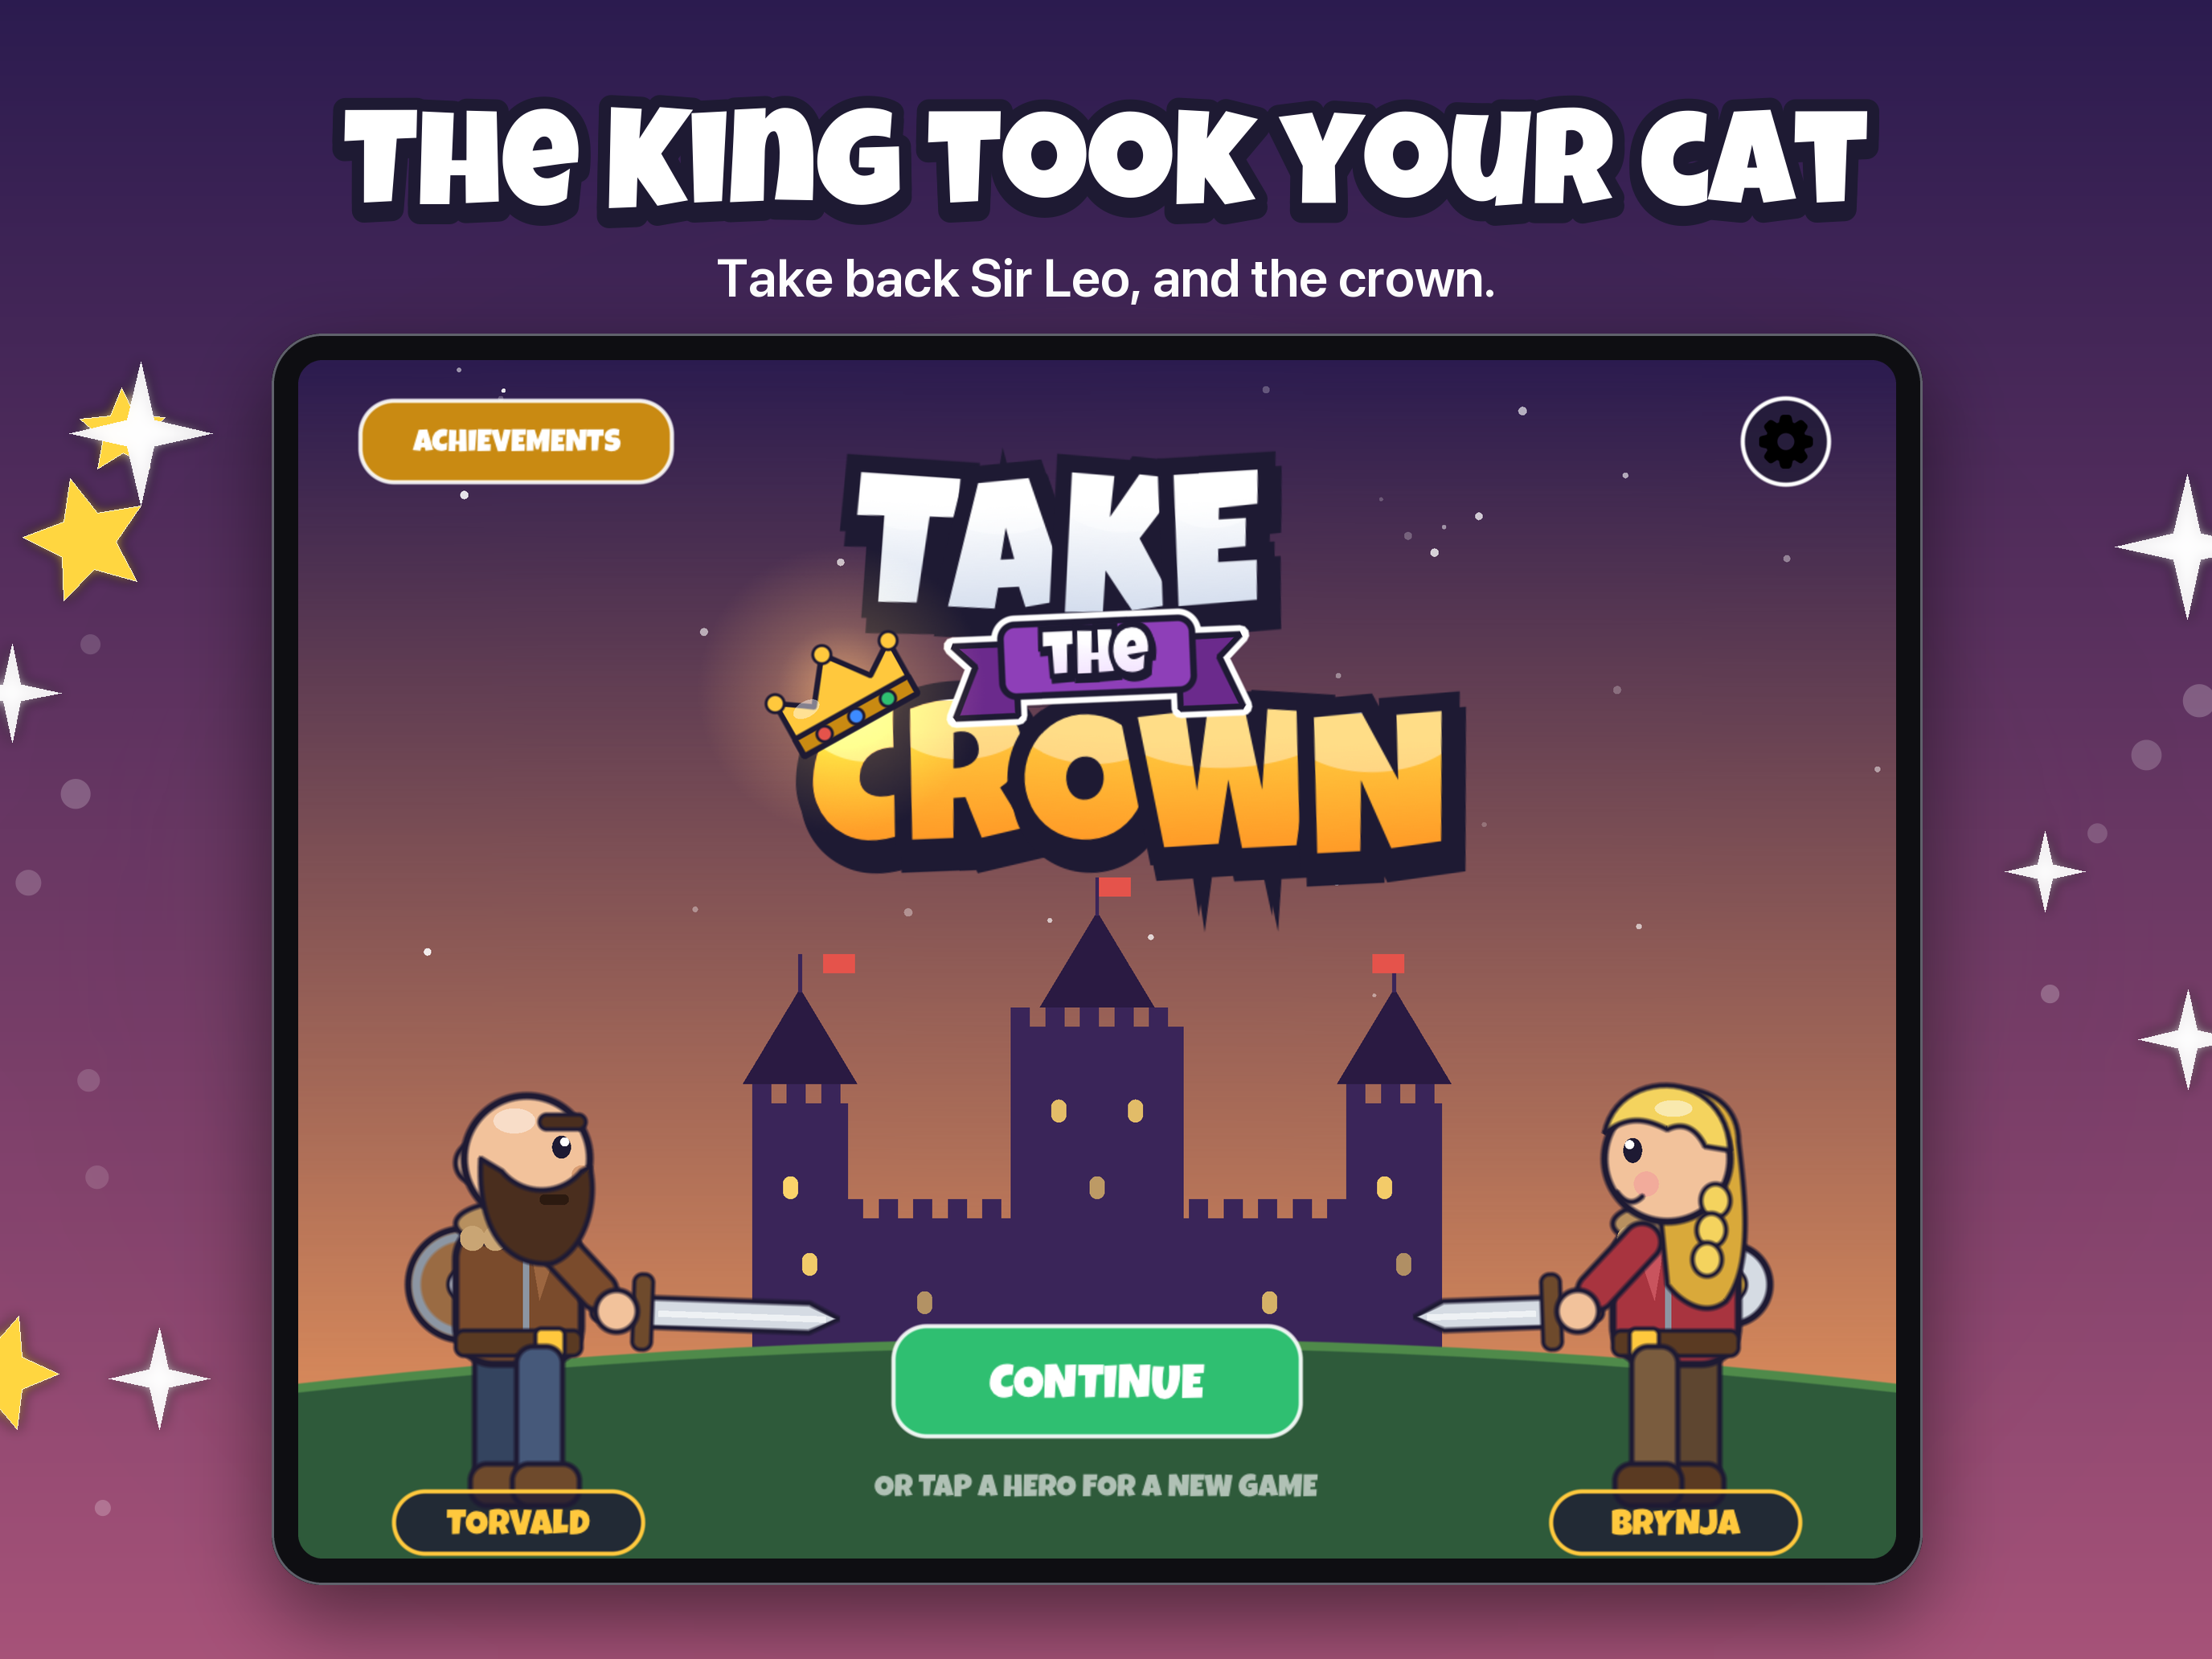 THE KING TOOK YOUR CAT
Take back Sir Leo, and the crown.
ACHIEVEMENTS
TAKE
THE
CROWN
CONTINUE
OR TAP A HERO FOR A NEW GAME
TORVALD
BRYNJA